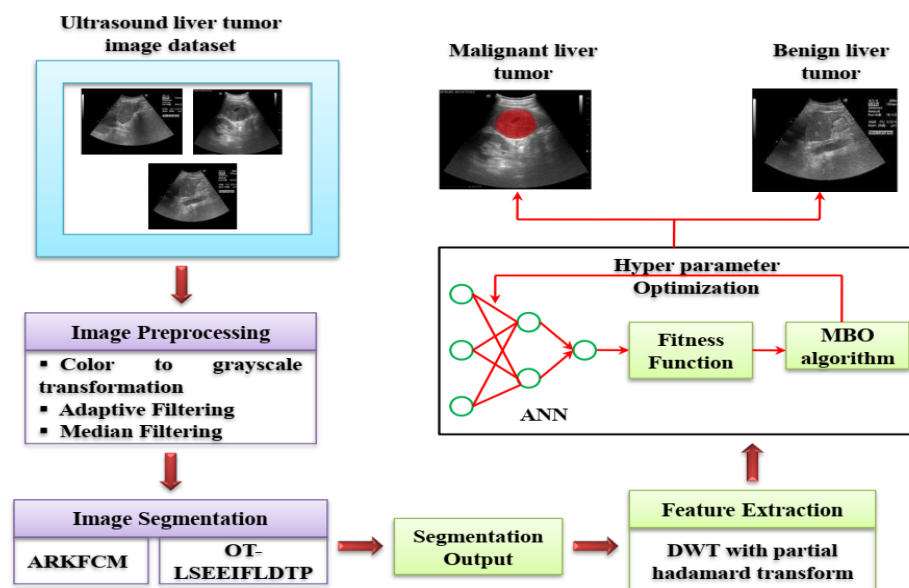 Ultrasound liver tumor
image dataset
Malignant liver
tumor
Benign liver
tumor
Image Preprocessing
▪ Color to grayscale
transformation
▪ Adaptive Filtering
▪ Median Filtering
Hyper parameter
Optimization
Fitness
Function
MBO
algorithm
ANN
Image Segmentation
ARKFCM
OT-
LSEEIFLDTP
Segmentation
Output
Feature Extraction
DWT with partial
hadamard transform